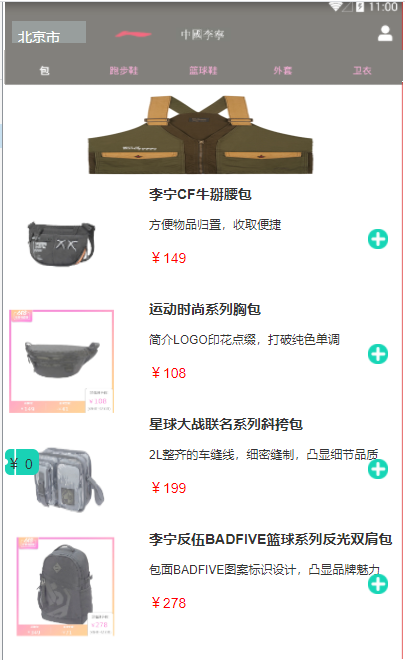 11:00
北京市
中國李寧
包 跑步鞋 篮球鞋 外套 卫衣
李宁CF牛掰腰包
方便物品归置，收取便捷
￥149
运动时尚系列胸包
简介LOGO印花点缀，打破纯色单调
￥108
星球大战联名系列斜挎包
2L整齐的车缝线，细密缝制，凸显细节品质
￥ 0
￥199
李宁反伍BADFIVE篮球系列反光双肩包
包面BADFIVE图案标识设计，凸显品牌魅力
￥278